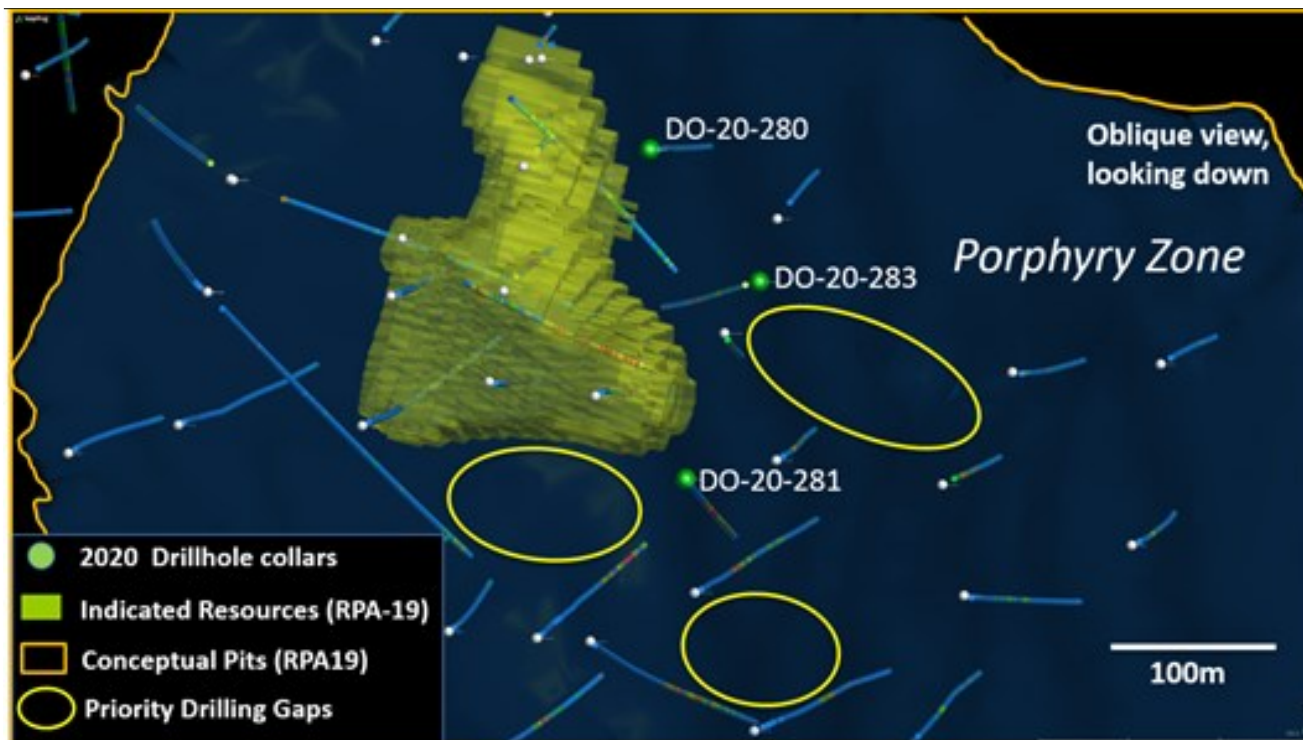 DO-20-280
Oblique view,
looking down
Porphyry Zone
DO-20-283
DO-20-281
2020 Drillhole collars
Indicated Resources (RPA-19)
Conceptual Pits (RPA19)
Priority Drilling Gaps
100m